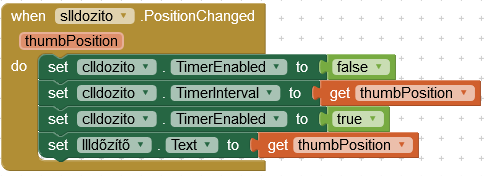 when slldozito .PositionChanged
thumbPosition
do set clldozito . TimerEnabled to false
set clldozito . TimerInterval to get thumbPosition
set clldozito . TimerEnabled to true
set llldőzítő . Text to get thumbPosition